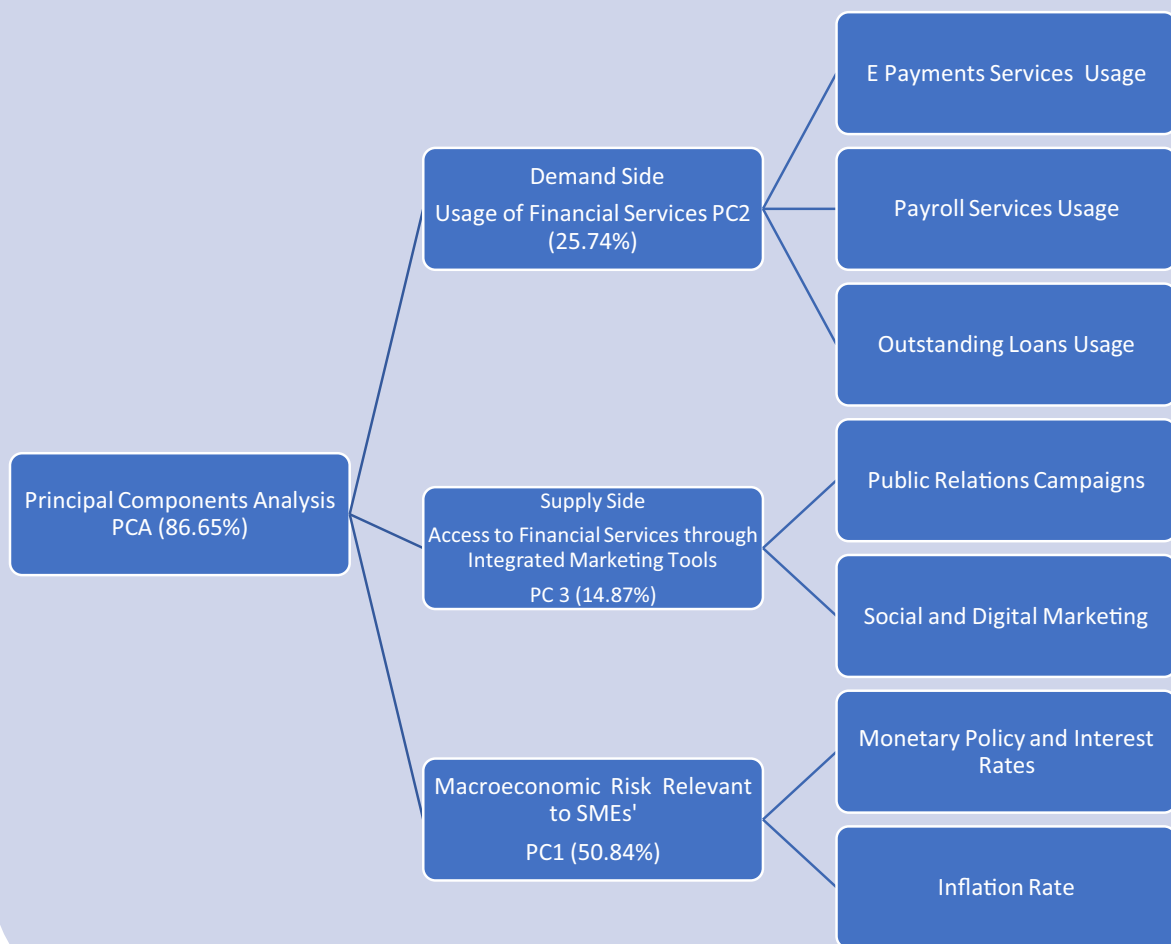 Principal Components Analysis
PCA (86.65%)
Demand Side
Usage of Financial Services PC2
(25.74%)
E Payments Services Usage
Payroll Services Usage
Outstanding Loans Usage
Supply Side
Access to Financial Services through
Integrated Marketing Tools
PC 3 (14.87%)
Public Relations Campaigns
Social and Digital Marketing
Macroeconomic Risk Relevant
to SMEs'
PC1 (50.84%)
Monetary Policy and Interest
Rates
Inflation Rate